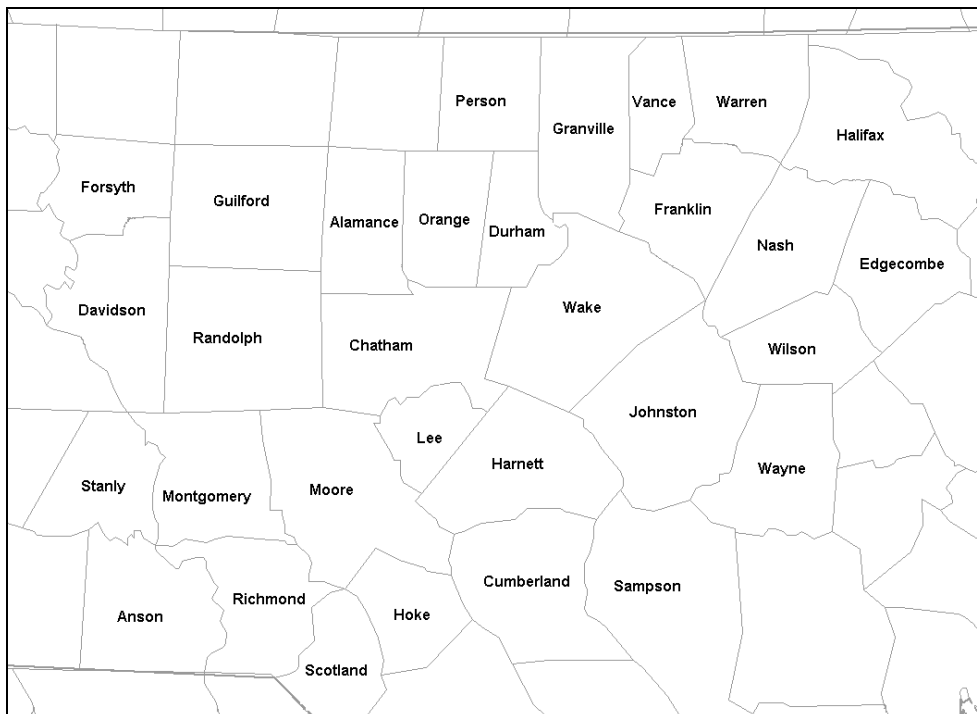 Person
Vance
Warren
Granville
Halifax
Forsyth
Guilford
Alamance
Orange
Durham
Franklin
Nash
Edgecombe
Davidson
Randolph
Chatham
Wake
Wilson
Johnston
Lee
Harnett
Wayne
Stanly
Montgomery
Moore
Cumberland
Sampson
Anson
Richmond
Hoke
Scotland